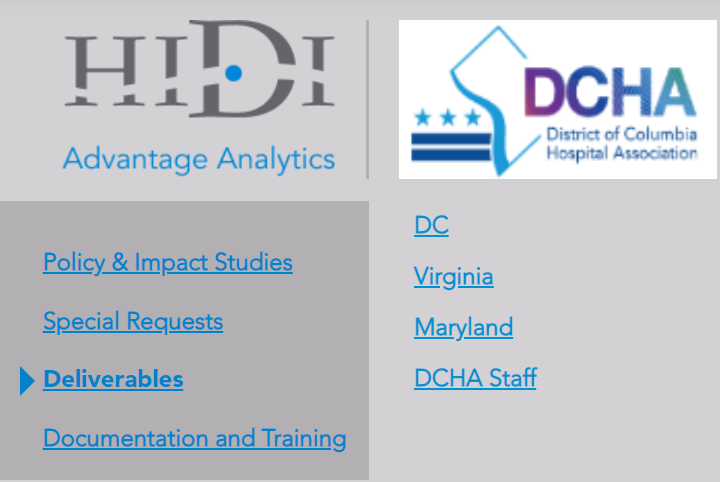 HIDI
Advantage Analytics
DCHA
District of Columbia
Hospital Association
Policy & Impact Studies
Special Requests
Deliverables
Documentation and Training
DC
Virginia
Maryland
DCHA Staff